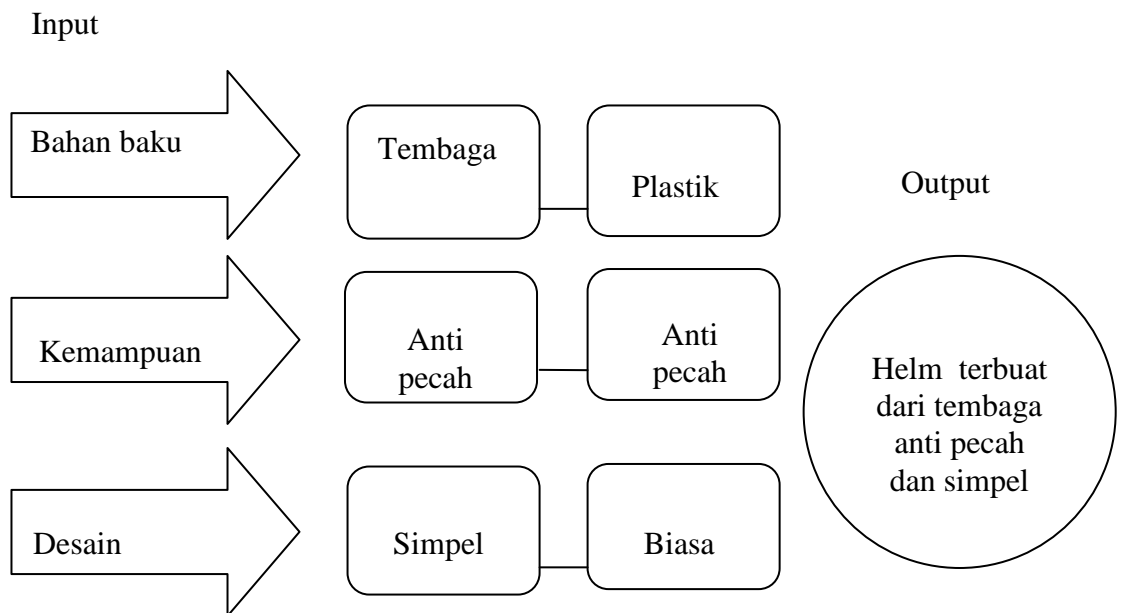 Input
Bahan baku
Tembaga
Plastik
Output
Kemampuan
Anti
pecah
Anti
pecah
Helm terbuat
dari tembaga
anti pecah
dan simpel
Desain
Simpel
Biasa